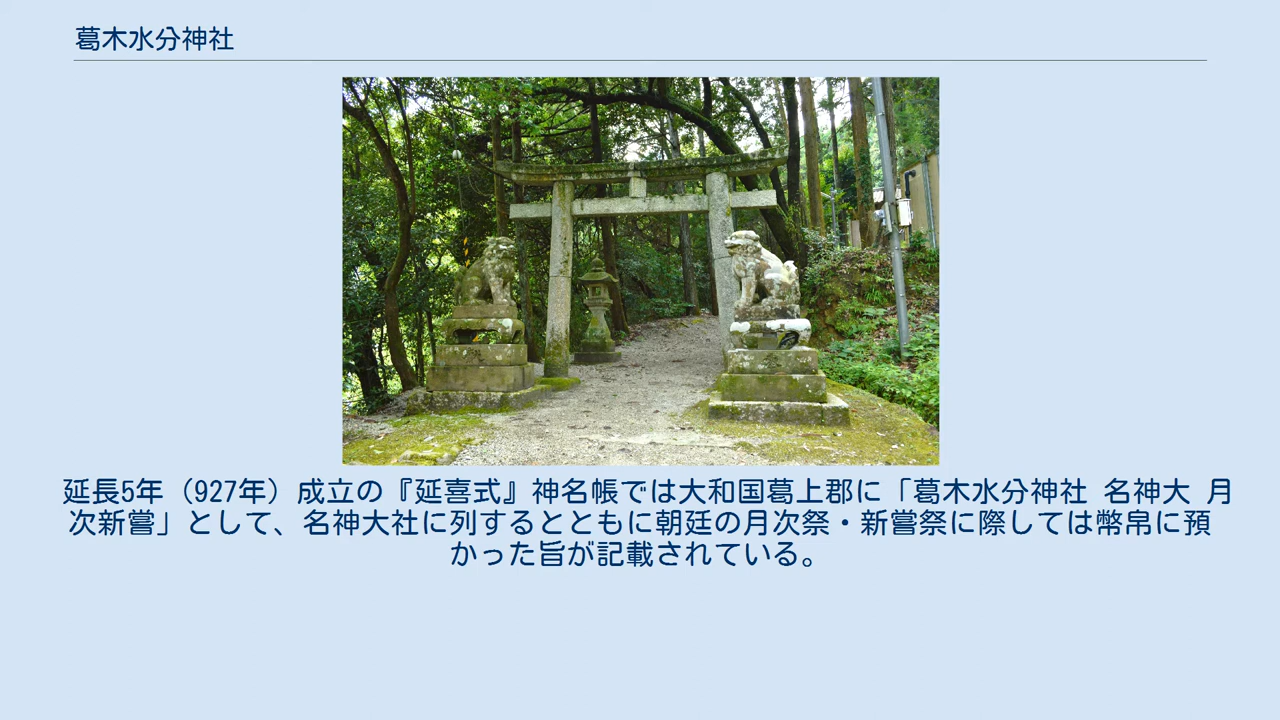 葛木水分神社
延長5年（927年）成立の『延喜式』神名帳では大和国葛上郡に「葛木水分神社 名神大 月
次新嘗」として、名神大社に列するとともに朝廷の月次祭・新嘗祭に際しては幣帛に預
かった旨が記載されている。